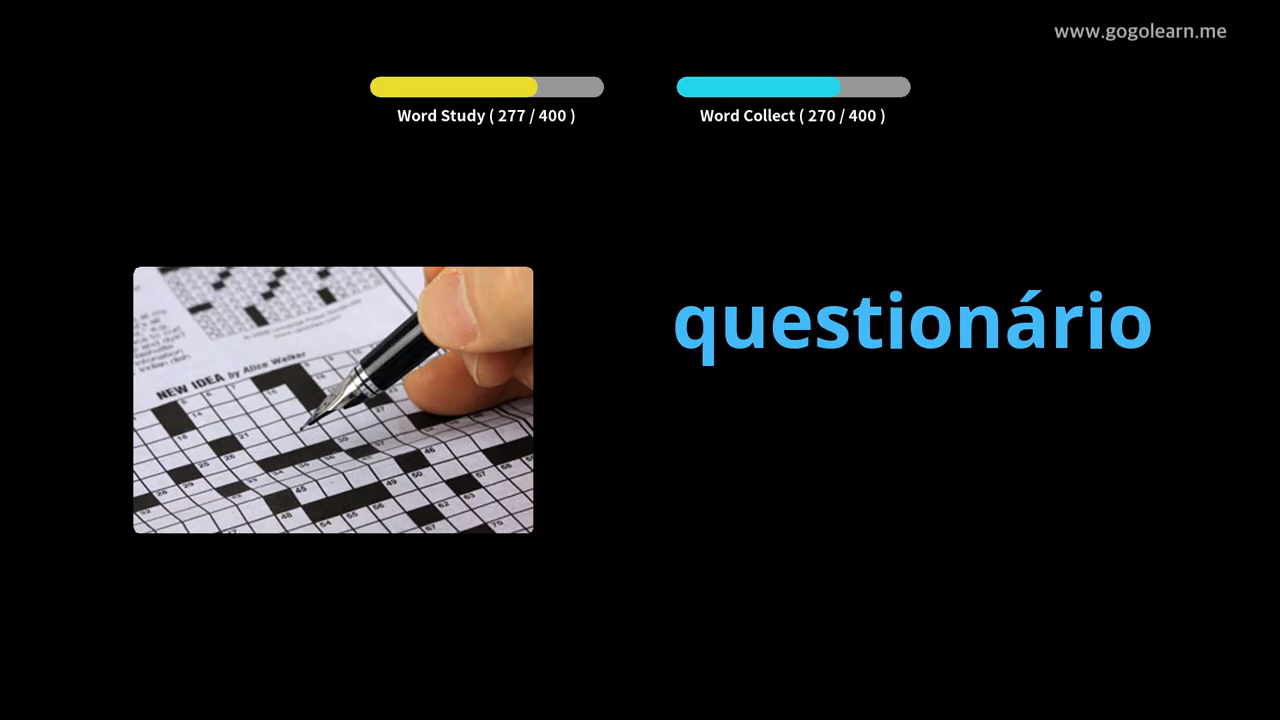 www.gogolearn.me
Word Study ( 277 / 400 )
Word Collect ( 270 / 400 )
questionário
NEW IDEA by Alice Walker